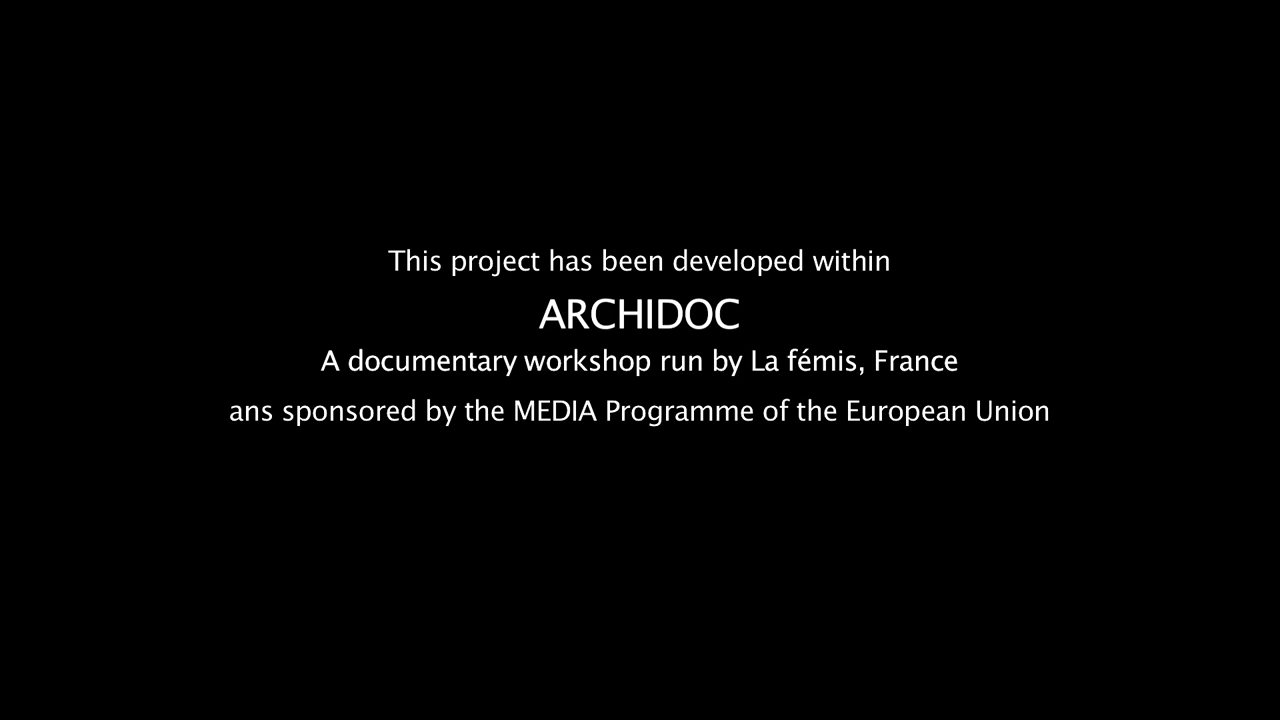 This project has been developed within
ARCHIDOC
A documentary workshop run by La fémis, France
ans sponsored by the MEDIA Programme of the European Union